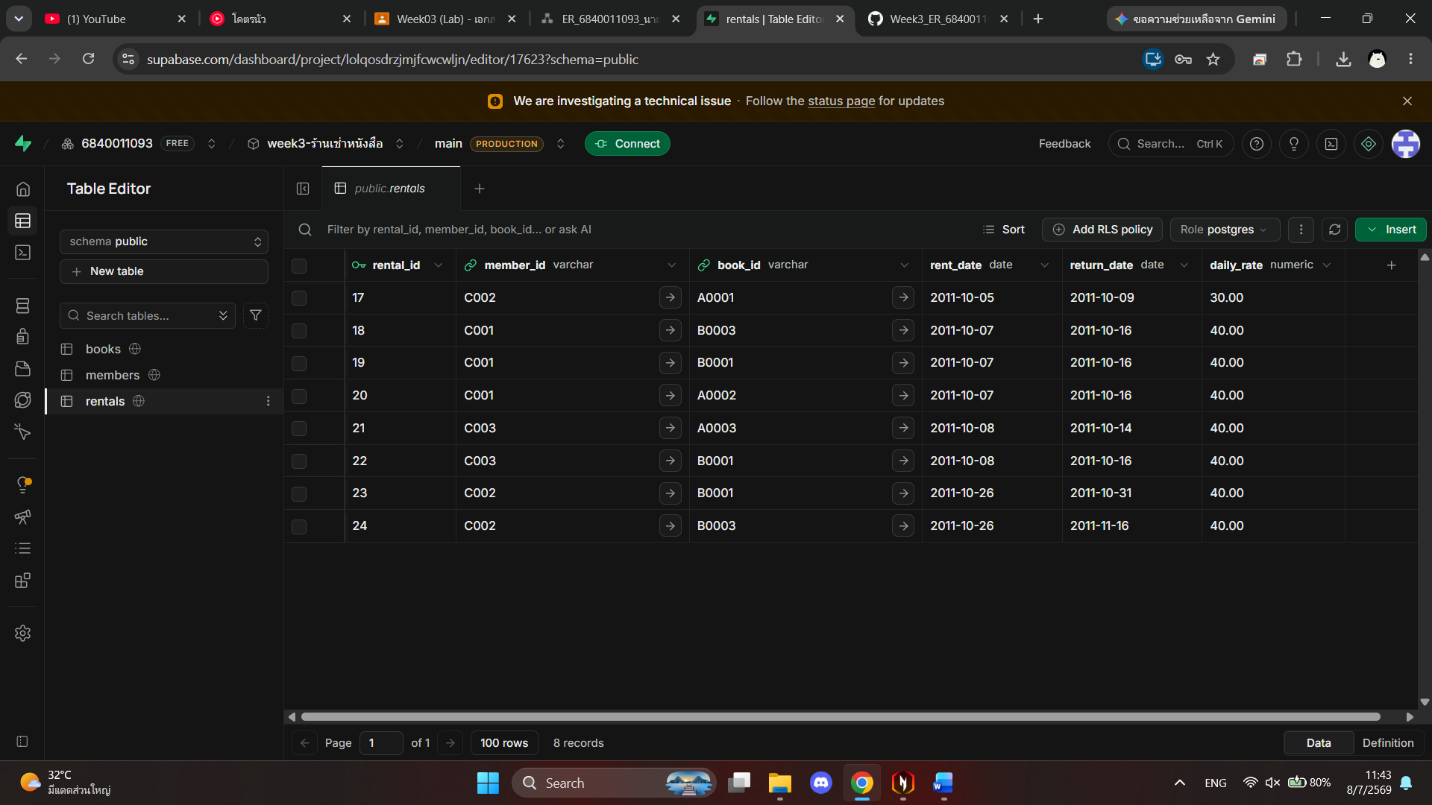 (1) YouTube
โคตรนัว
Week03 (Lab) - เอกส
ER_6840011093_นาย
rentals | Table Editor
Week3_ER_6840011
ขอความช่วยเหลือจาก Gemini
supabase.com/dashboard/project/lolqosdrzjmjfcwcwljn/editor/17623?schema=public
We are investigating a technical issue · Follow the status page for updates
6840011093 FREE / week3-ร้านเช่าหนังสือ / main PRODUCTION Connect Feedback Search... Ctrl K
Table Editor
public.rentals
schema public
Filter by rental_id, member_id, book_id... or ask AI Sort Add RLS policy Role postgres Insert
New table
Search tables...
books
members
rentals
rental_id member_id varchar book_id varchar rent_date date return_date date daily_rate numeric
17 C002 A0001 2011-10-05 2011-10-09 30.00
18 C001 B0003 2011-10-07 2011-10-16 40.00
19 C001 B0001 2011-10-07 2011-10-16 40.00
20 C001 A0002 2011-10-07 2011-10-16 40.00
21 C003 A0003 2011-10-08 2011-10-14 40.00
22 C003 B0001 2011-10-08 2011-10-16 40.00
23 C002 B0001 2011-10-26 2011-10-31 40.00
24 C002 B0003 2011-10-26 2011-11-16 40.00
Page 1 of 1 100 rows 8 records Data Definition
32°C
มีแดดส่วนใหญ่
Search
ENG
80%
11:43
8/7/2569